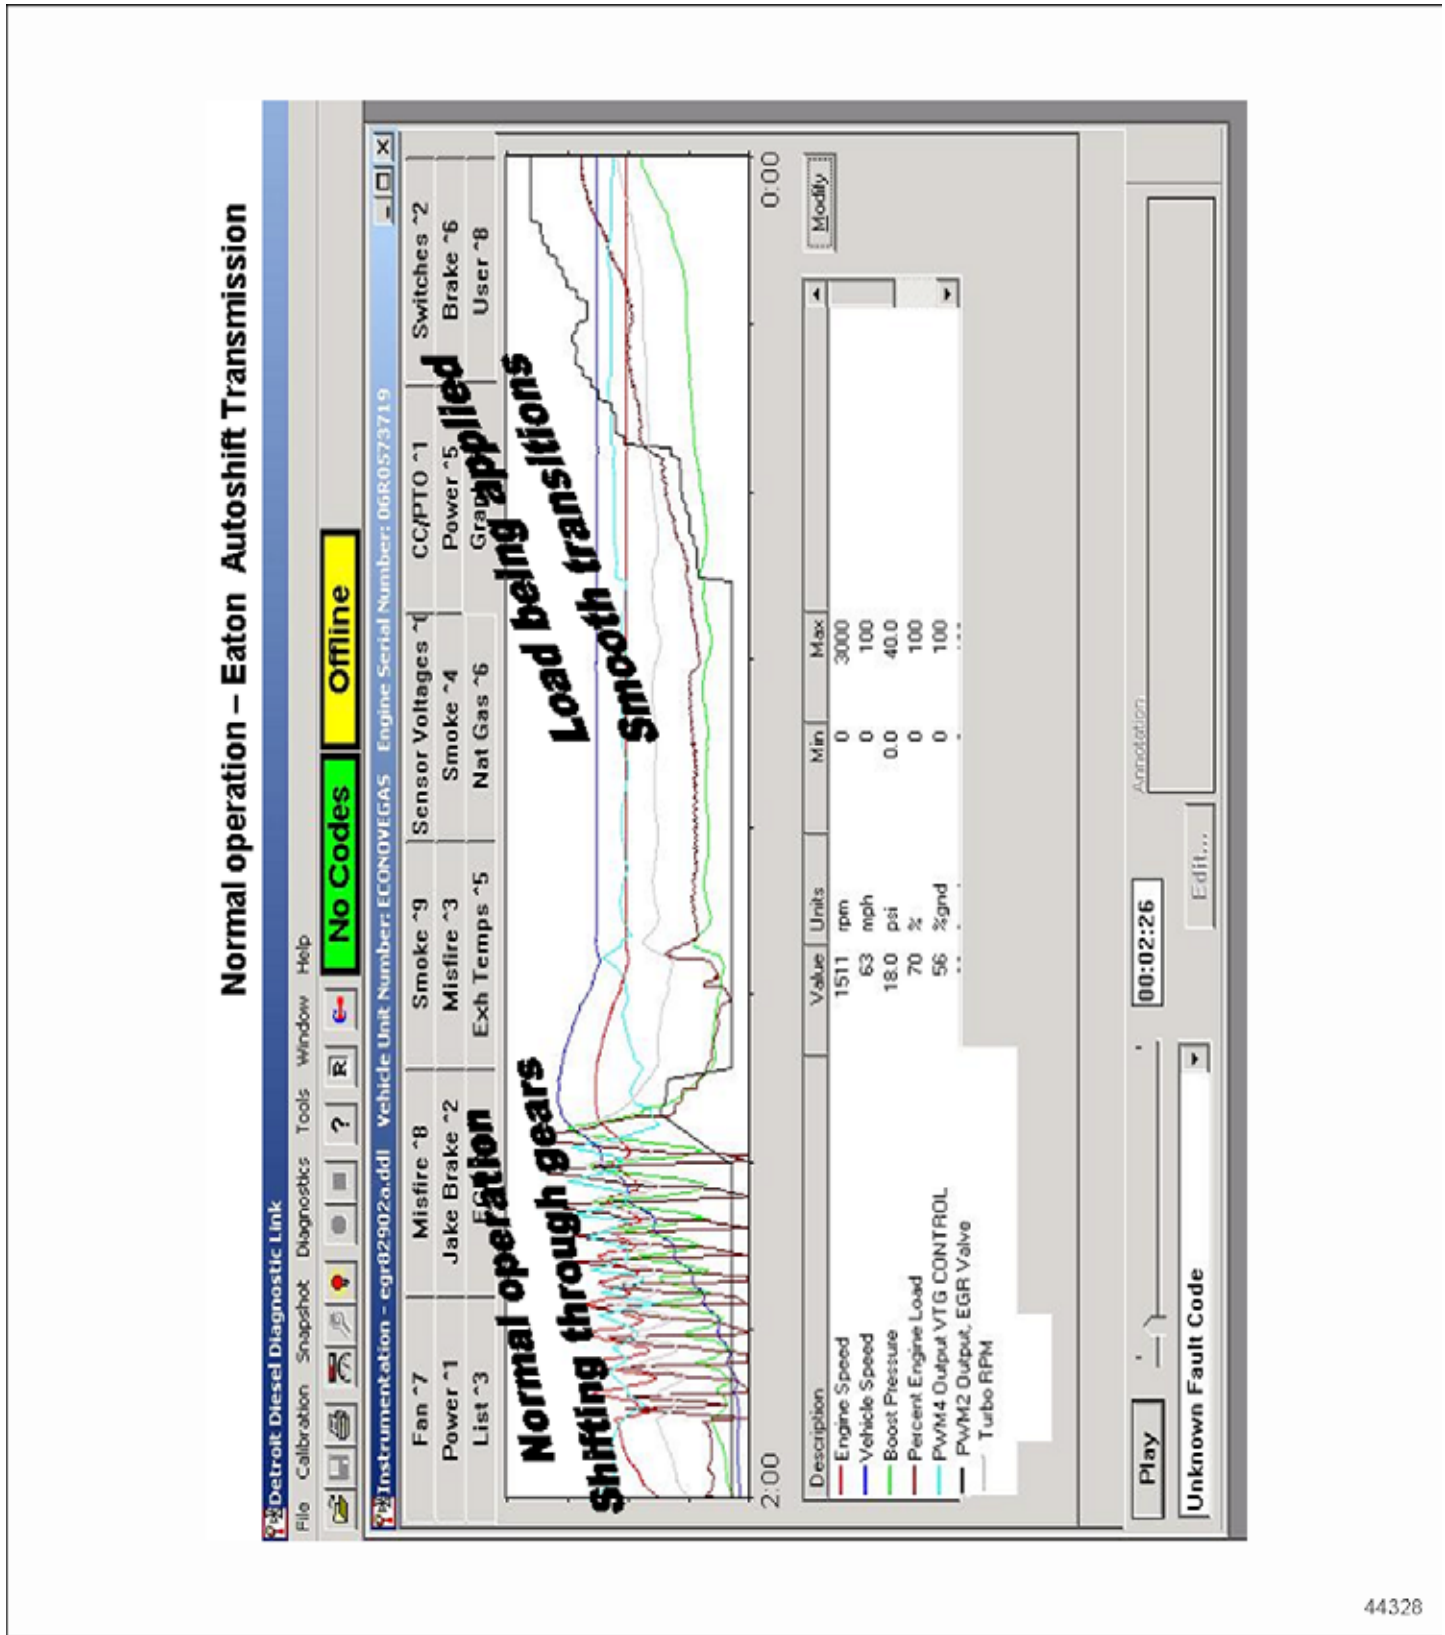 Normal operation – Eaton Autoshift Transmission
Detroit Diesel Diagnostic Link
File Calibration Snapshot Diagnostics Tools Window Help
? R
No Codes Offline
Instrumentation - egr82902a.ddl Vehicle Unit Number: ECONOVEGAS Engine Serial Number: 06R0573719
Fan ^7 Misfire ^8 Smoke ^9 Sensor Voltages CC/PTO ^1 Switches ^2
Power ^1 Jake Brake ^2 Misfire ^3 Smoke ^4 Power ^5 Brake ^6
List ^3 Exh Temps ^5 Nat Gas ^6 User ^8
Normal operation
Shifting through gears
Load being applied
Smooth transitions
2:00 0:00
Description Value Units Min Max
Engine Speed 1511 rpm 0 3000
Vehicle Speed 63 mph 0 100
Boost Pressure 18.0 psi 0.0 40.0
Percent Engine Load 70 % 0 100
PWM4 Output VTG CONTROL 56 %gnd 0 100
PWM2 Output, EGR Valve
Turbo RPM
Modify
Play
00:02:26
Annotation
Unknown Fault Code
Edit...
44328